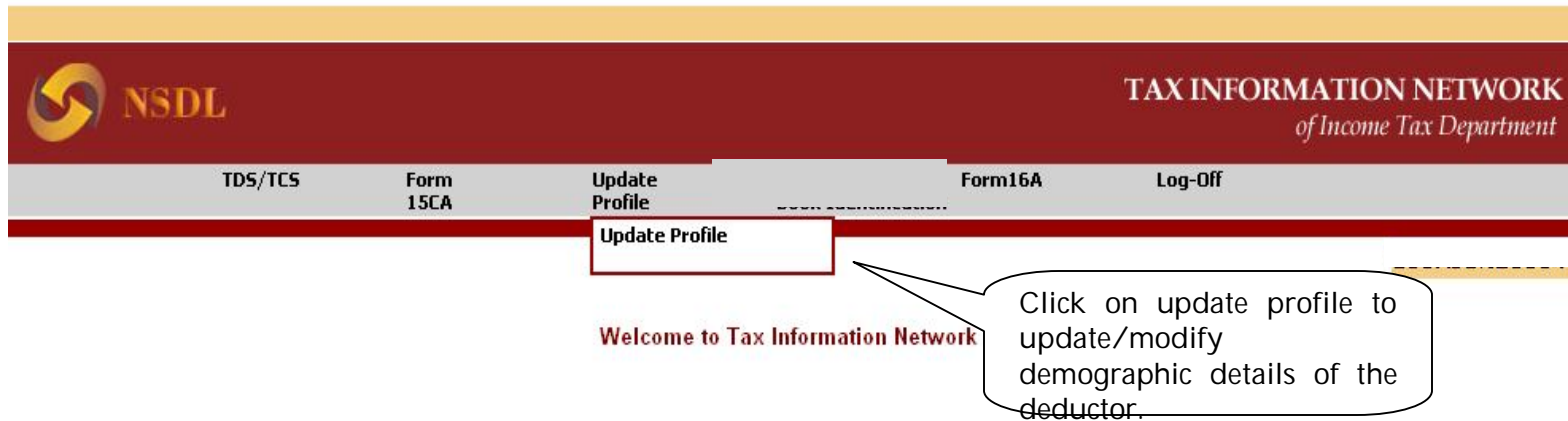 NSDL
TAX INFORMATION NETWORK
of Income Tax Department
TDS/TCS
Form
15CA
Update
Profile
Form16A
Log-Off
Update Profile
Welcome to Tax Information Network
Click on update profile to
update/modify
demographic details of the
deductor.